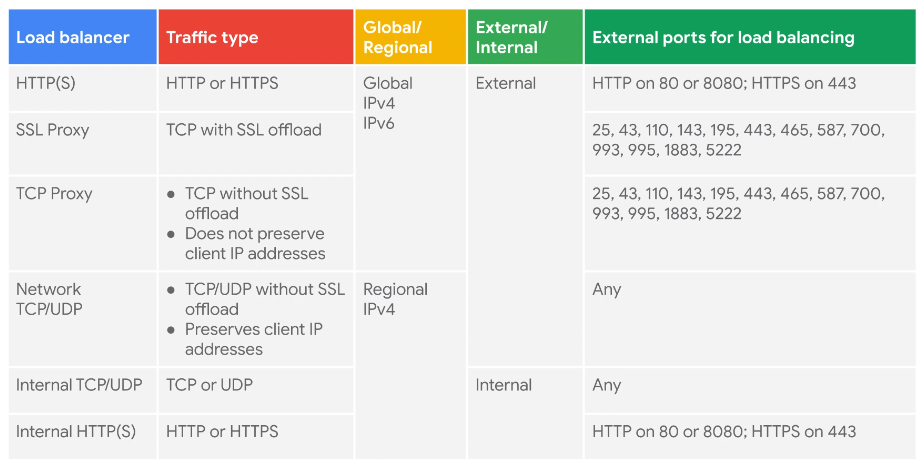 Load balancer
Traffic type
Global/
Regional
External/
Internal
External ports for load balancing
HTTP(S)
HTTP or HTTPS
Global
IPv4
IPv6
External
HTTP on 80 or 8080; HTTPS on 443
SSL Proxy
TCP with SSL offload
25, 43, 110, 143, 195, 443, 465, 587, 700,
993, 995, 1883, 5222
TCP Proxy
● TCP without SSL
offload
● Does not preserve
client IP addresses
25, 43, 110, 143, 195, 443, 465, 587, 700,
993, 995, 1883, 5222
Network
TCP/UDP
● TCP/UDP without SSL
offload
● Preserves client IP
addresses
Regional
IPv4
Any
Internal TCP/UDP
TCP or UDP
Internal
Any
Internal HTTP(S)
HTTP or HTTPS
HTTP on 80 or 8080; HTTPS on 443